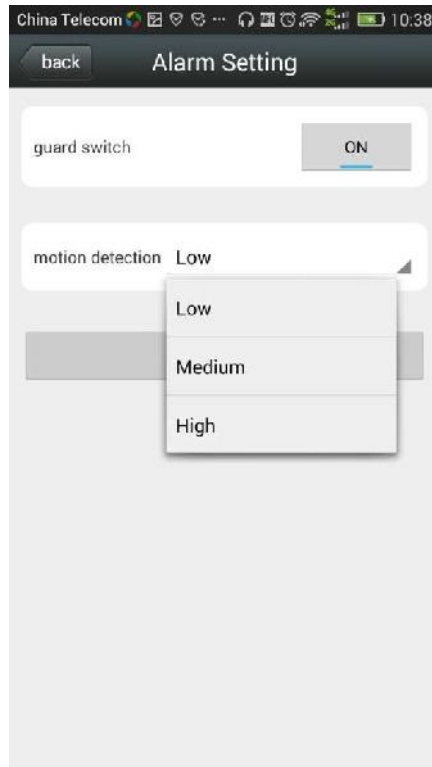 China Telecom 10:38
back Alarm Setting
guard switch ON
motion detection Low
Low
Medium
High